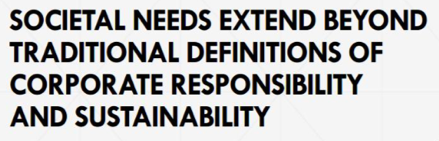 SOCIETAL NEEDS EXTEND BEYOND
TRADITIONAL DEFINITIONS OF
CORPORATE RESPONSIBILITY
AND SUSTAINABILITY